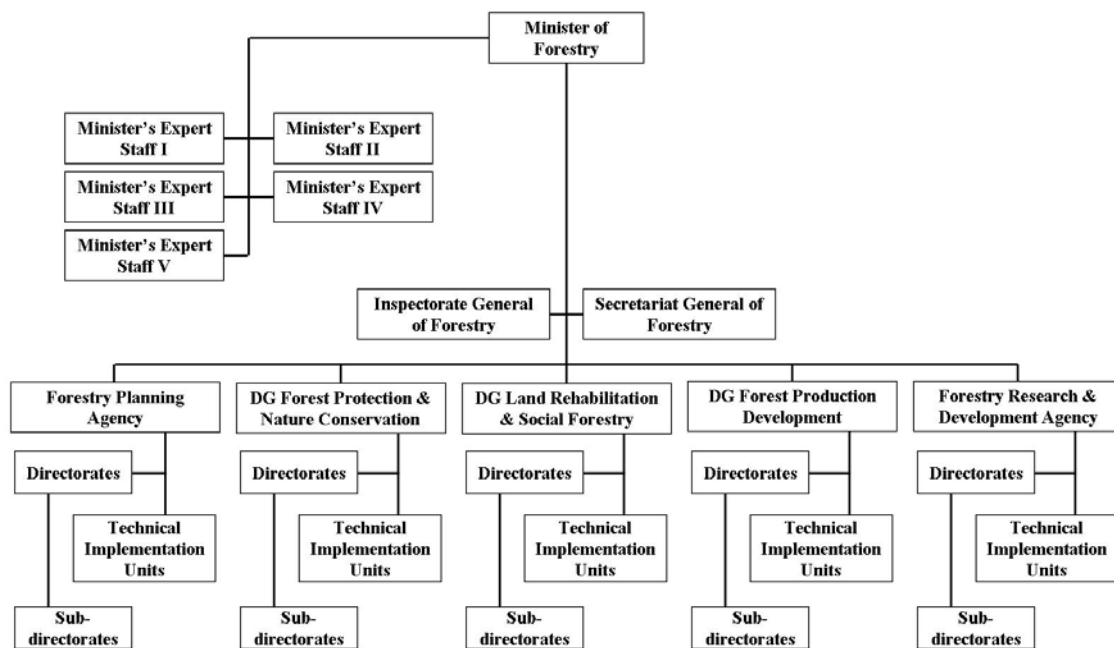 Minister of
Forestry
Minister's Expert
Staff I
Minister's Expert
Staff II
Minister's Expert
Staff III
Minister's Expert
Staff IV
Minister's Expert
Staff V
Inspectorate General
of Forestry
Secretariat General of
Forestry
Forestry Planning
Agency
DG Forest Protection &
Nature Conservation
DG Land Rehabilitation
& Social Forestry
DG Forest Production
Development
Forestry Research &
Development Agency
Directorates
Directorates
Directorates
Directorates
Directorates
Technical
Implementation
Units
Technical
Implementation
Units
Technical
Implementation
Units
Technical
Implementation
Units
Technical
Implementation
Units
Sub-
directorates
Sub-
directorates
Sub-
directorates
Sub-
directorates
Sub-
directorates